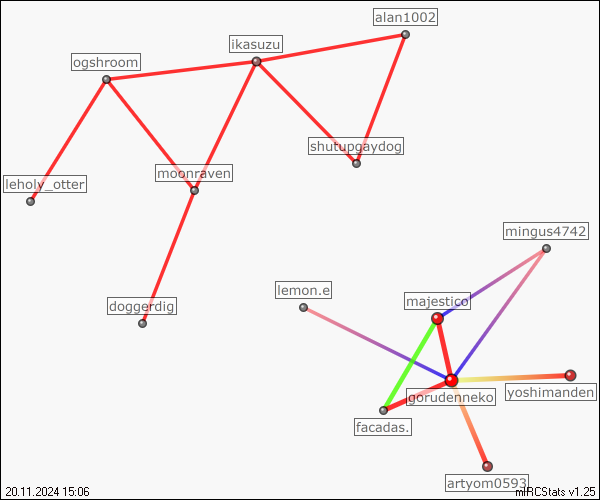 alan1002
ikasuzu
ogshroom
shutupgaydog
moonraven
leholy_otter
mingus4742
lemon.e
majestico
doggerdig
yoshimanden
gorudenneko
facadas.
artyom0593
20.11.2024 15:06
mIRCStats v1.25